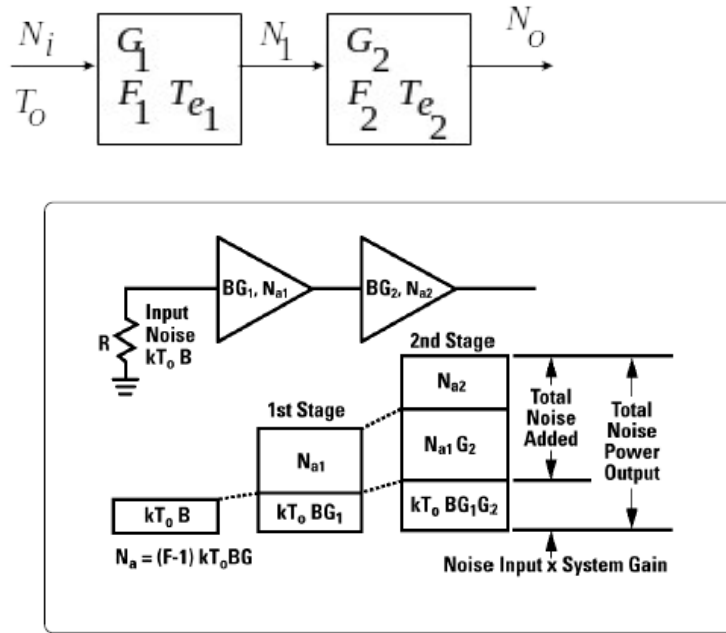 N_i
T_o
G_1
F_1 T_e_1
N_1
G_2
F_2 T_e_2
N_o
BG₁, Nₐ₁
BG₂, Nₐ₂
R
Input
Noise
kTₒ B
1st Stage
Nₐ₁
kTₒ BG₁
2nd Stage
Nₐ₂
Nₐ₁ G₂
kTₒ BG₁G₂
Total
Noise
Added
Total
Noise
Power
Output
kTₒ B
Nₐ = (F-1) kTₒBG
Noise Input x System Gain